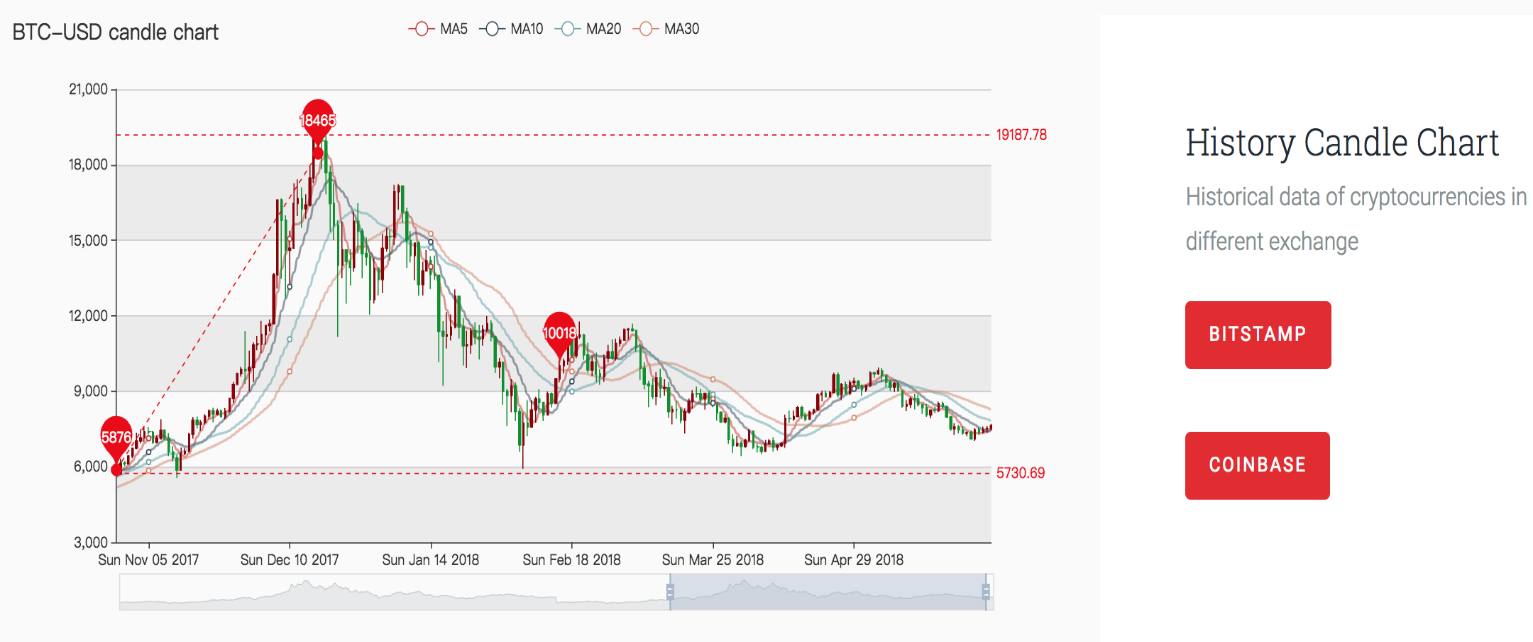 BTC-USD candle chart
MA5 MA10 MA20 MA30
21,000
18465
19187.78
18,000
15,000
12,000
10018
9,000
5876
6,000
5730.69
3,000
Sun Nov 05 2017 Sun Dec 10 2017 Sun Jan 14 2018 Sun Feb 18 2018 Sun Mar 25 2018 Sun Apr 29 2018
History Candle Chart
Historical data of cryptocurrencies in
different exchange
BITSTAMP
COINBASE